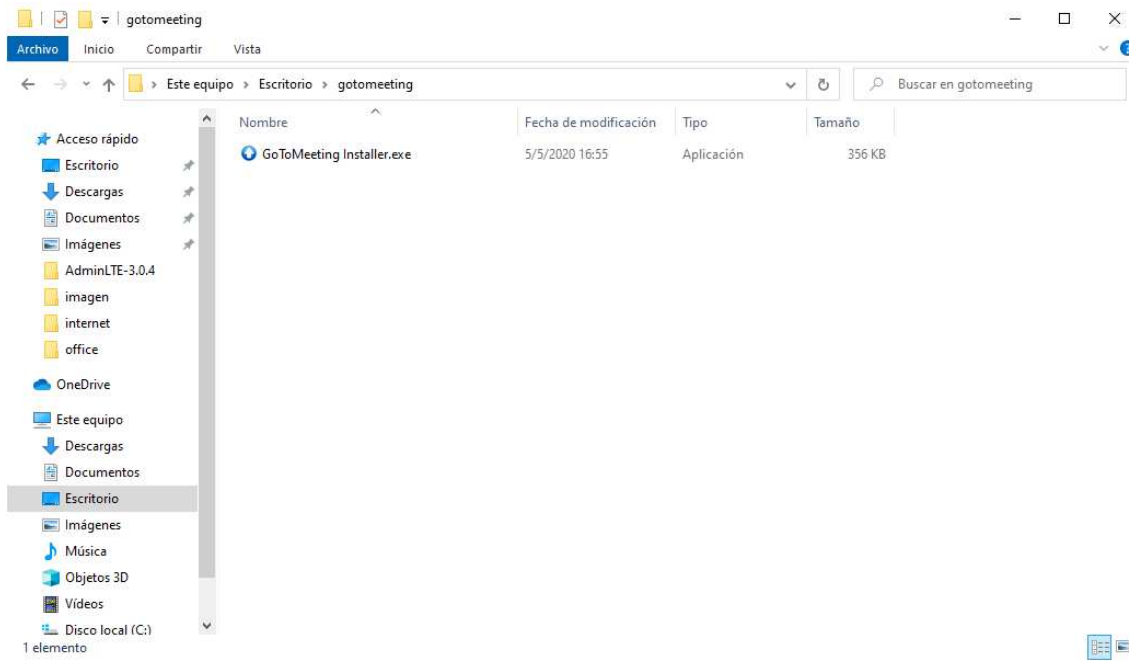 gotomeeting
Archivo Inicio Compartir Vista
Este equipo > Escritorio > gotomeeting
Buscar en gotomeeting
Nombre Fecha de modificación Tipo Tamaño
GoToMeeting Installer.exe 5/5/2020 16:55 Aplicación 356 KB
Acceso rápido
Escritorio
Descargas
Documentos
Imágenes
AdminLTE-3.0.4
imagen
internet
office
OneDrive
Este equipo
Descargas
Documentos
Escritorio
Imágenes
Música
Objetos 3D
Vídeos
Disco local (C:)
1 elemento